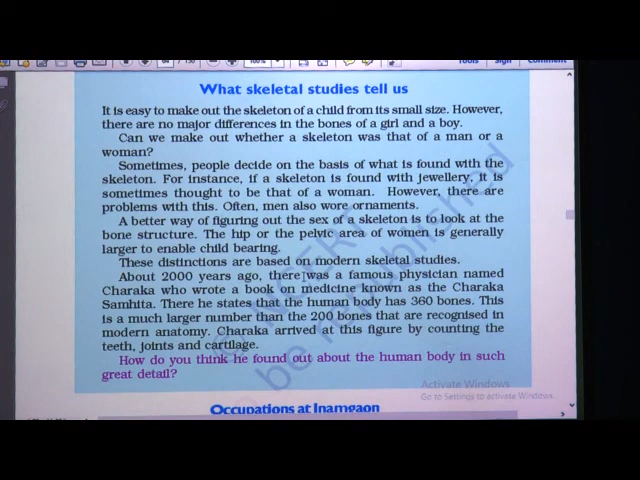 100%
Tools
Sign
Comment
What skeletal studies tell us
It is easy to make out the skeleton of a child from its small size. However,
there are no major differences in the bones of a girl and a boy.
Can we make out whether a skeleton was that of a man or a
woman?
Sometimes, people decide on the basis of what is found with the
skeleton. For instance, if a skeleton is found with jewellery, it is
sometimes thought to be that of a woman. However, there are
problems with this. Often, men also wore ornaments.
A better way of figuring out the sex of a skeleton is to look at the
bone structure. The hip or the pelvic area of women is generally
larger to enable child bearing.
These distinctions are based on modern skeletal studies.
About 2000 years ago, there was a famous physician named
Charaka who wrote a book on medicine known as the Charaka
Samhita. There he states that the human body has 360 bones. This
is a much larger number than the 200 bones that are recognised in
modern anatomy. Charaka arrived at this figure by counting the
teeth, joints and cartilage.
How do you think he found out about the human body in such
great detail?
Activate Windows
Go to Settings to activate Windows.
Occupations at Inamgaon